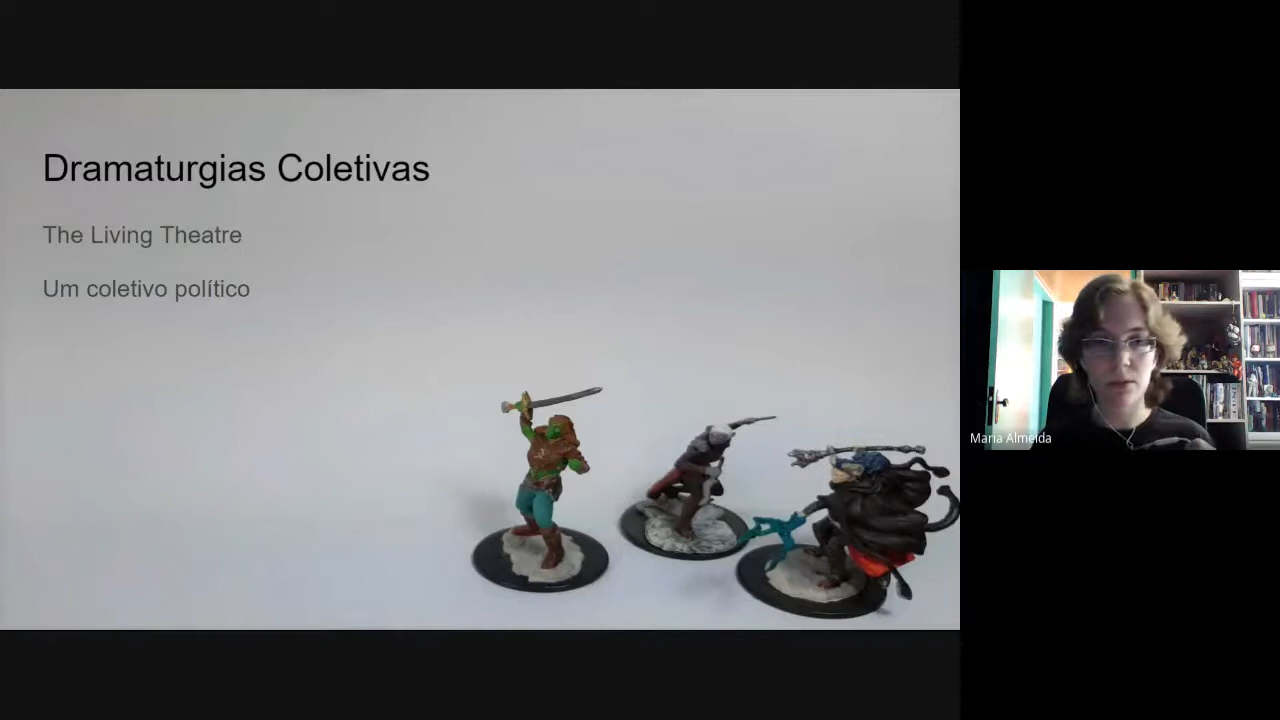 Dramaturgias Coletivas
The Living Theatre
Um coletivo político
Maria Almeida